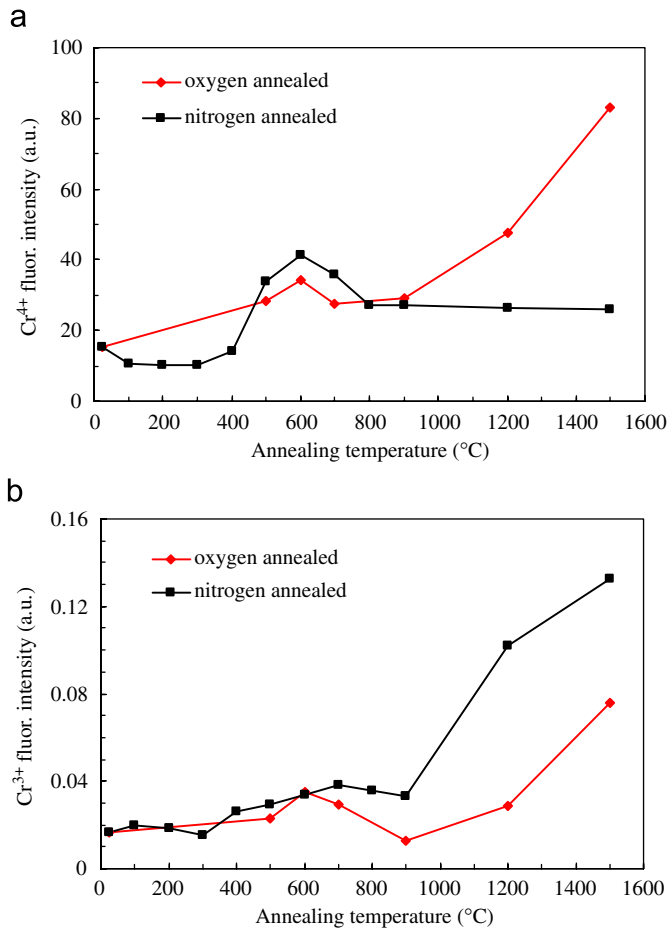 a
100
80
60
40
20
0
0 200 400 600 800 1000 1200 1400 1600
Cr4+ fluor. intensity (a.u.)
Annealing temperature (°C)
oxygen annealed
nitrogen annealed
b
0.16
0.12
0.08
0.04
0
0 200 400 600 800 1000 1200 1400 1600
Cr3+ fluor. intensity (a.u.)
Annealing temperature (°C)
oxygen annealed
nitrogen annealed